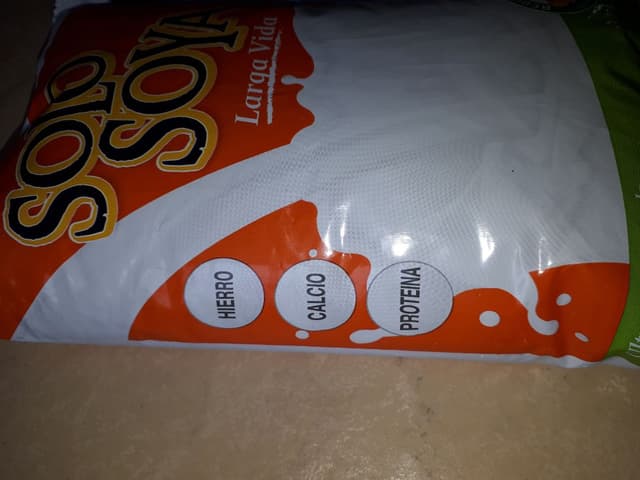 SOLO
SOYA
Larga Vida
HIERRO
CALCIO
PROTEINA